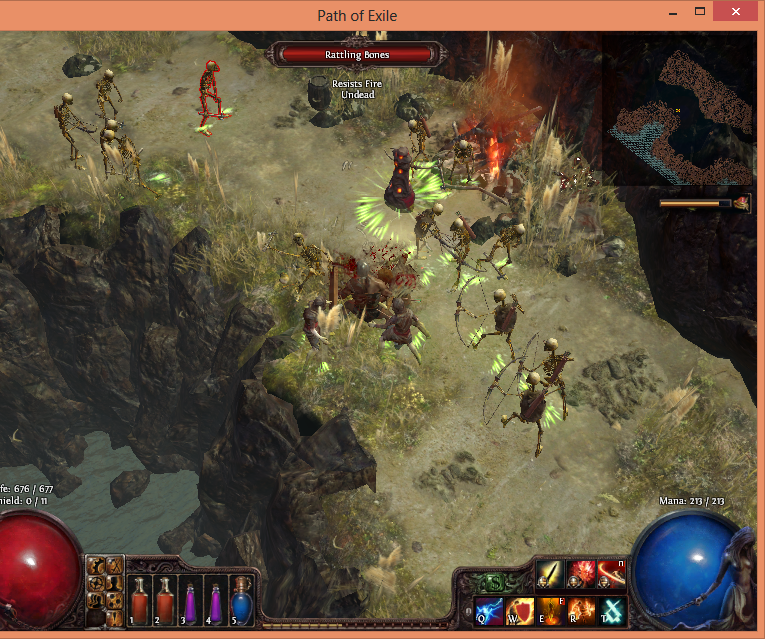 Path of Exile
Rattling Bones
Resists Fire
Undead
fe: 676 / 677
hield: 0 / 11
Mana: 213 / 213
n
E
1 2 3 4 5
Q W E R T